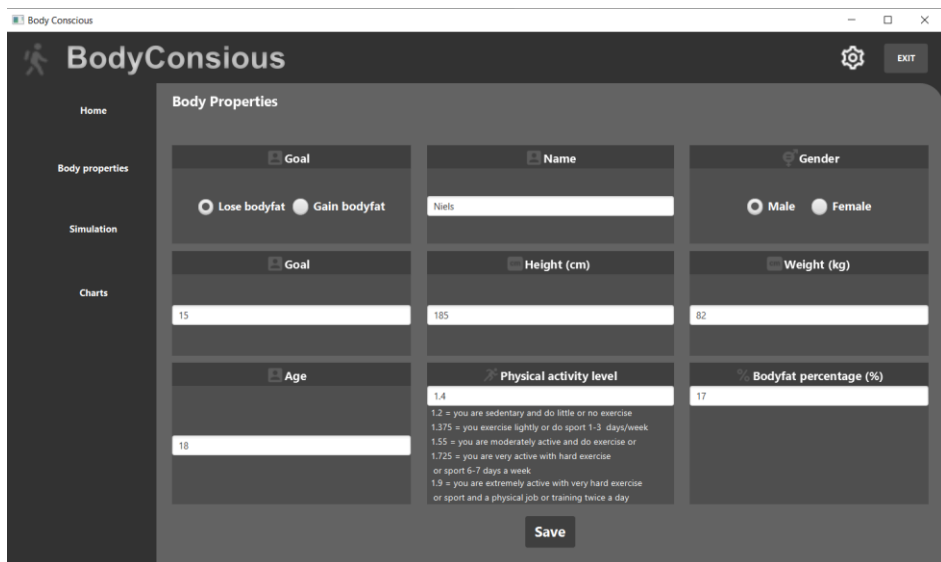 Body Conscious
BodyConsious
EXIT
Home
Body properties
Simulation
Charts
Body Properties
Goal
Lose bodyfat Gain bodyfat
Name
Niels
Gender
Male Female
Goal
15
Height (cm)
185
Weight (kg)
82
Age
18
Physical activity level
1.4
1.2 = you are sedentary and do little or no exercise
1.375 = you exercise lightly or do sport 1-3 days/week
1.55 = you are moderately active and do exercise or
1.725 = you are very active with hard exercise
or sport 6-7 days a week
1.9 = you are extremely active with very hard exercise
or sport and a physical job or training twice a day
% Bodyfat percentage (%)
17
Save